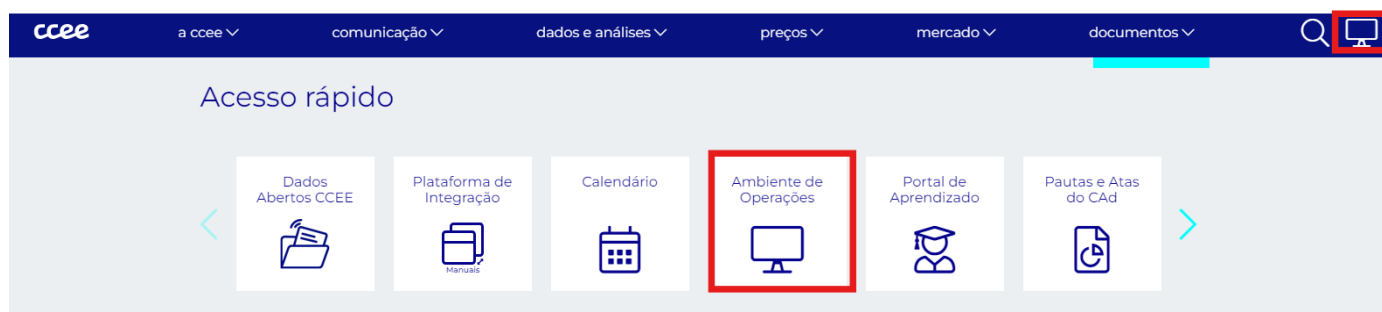 ccee a ccee comunicação dados e análises preços mercado documentos
Acesso rápido
Dados
Abertos CCEE
Plataforma de
Integração
Manuais
Calendário
Ambiente de
Operações
Portal de
Aprendizado
Pautas e Atas
do CAd